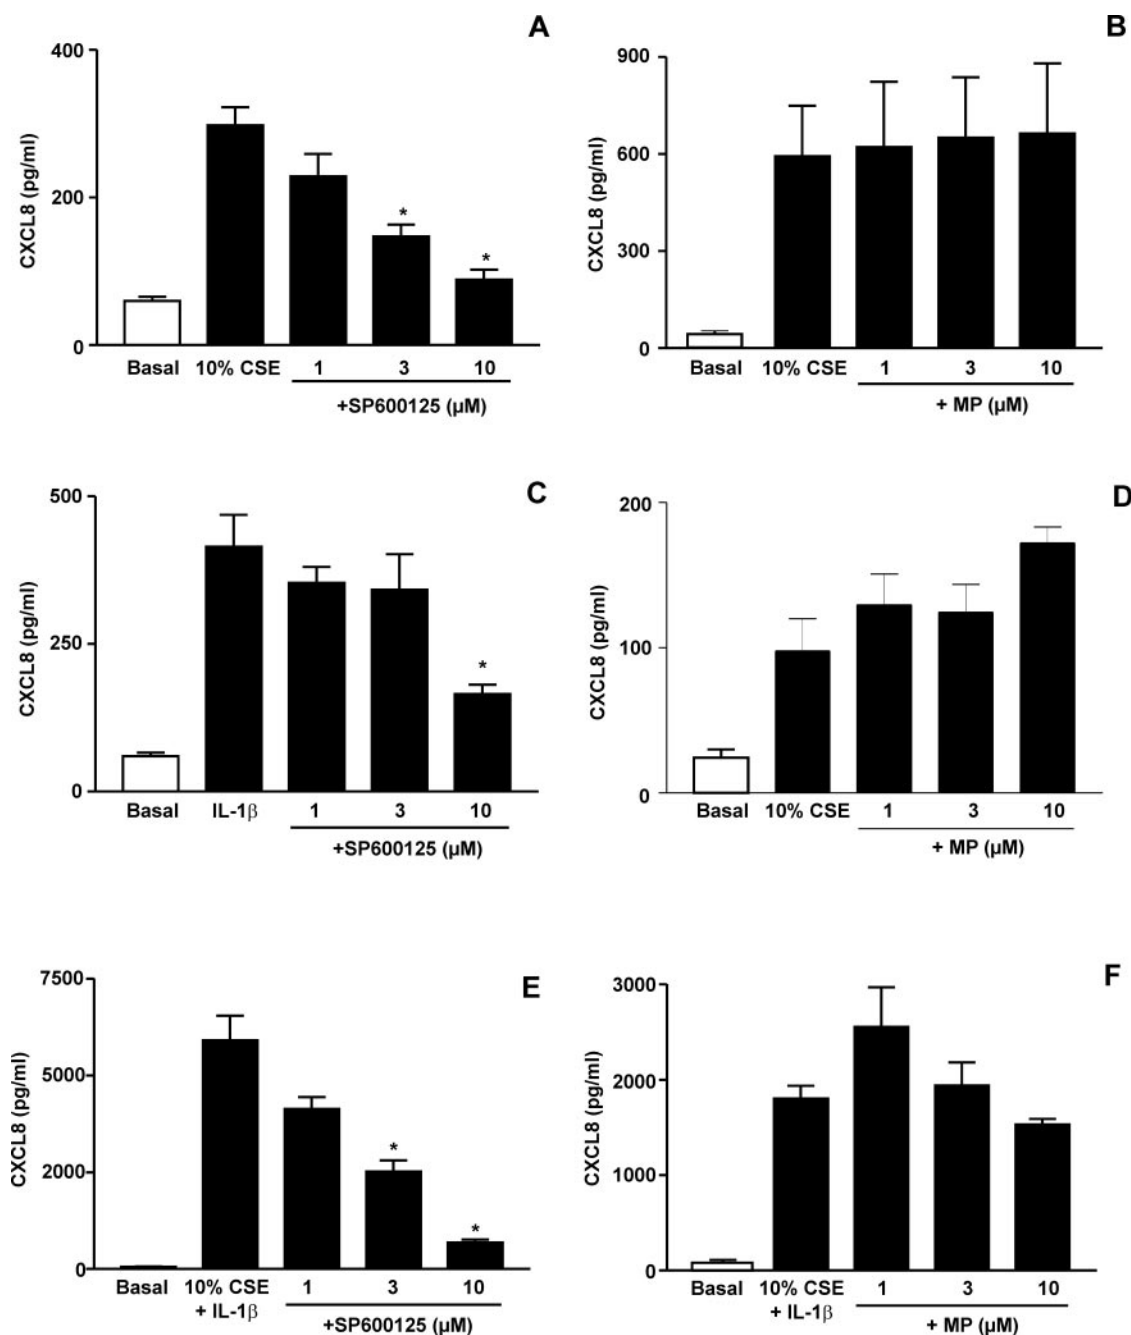 A
400
200
0
CXCL8 (pg/ml)
*
*
Basal 10% CSE 1 3 10
+SP600125 (µM)
B
900
600
300
0
CXCL8 (pg/ml)
Basal 10% CSE 1 3 10
+ MP (µM)
C
500
250
0
CXCL8 (pg/ml)
*
Basal IL-1β 1 3 10
+SP600125 (µM)
D
200
100
0
CXCL8 (pg/ml)
Basal 10% CSE 1 3 10
+ MP (µM)
E
7500
5000
2000
0
CXCL8 (pg/ml)
*
*
Basal 10% CSE 1 3 10
+ IL-1β
+SP600125 (µM)
F
3000
2000
1000
0
CXCL8 (pg/ml)
Basal 10% CSE 1 3 10
+ IL-1β
+ MP (µM)